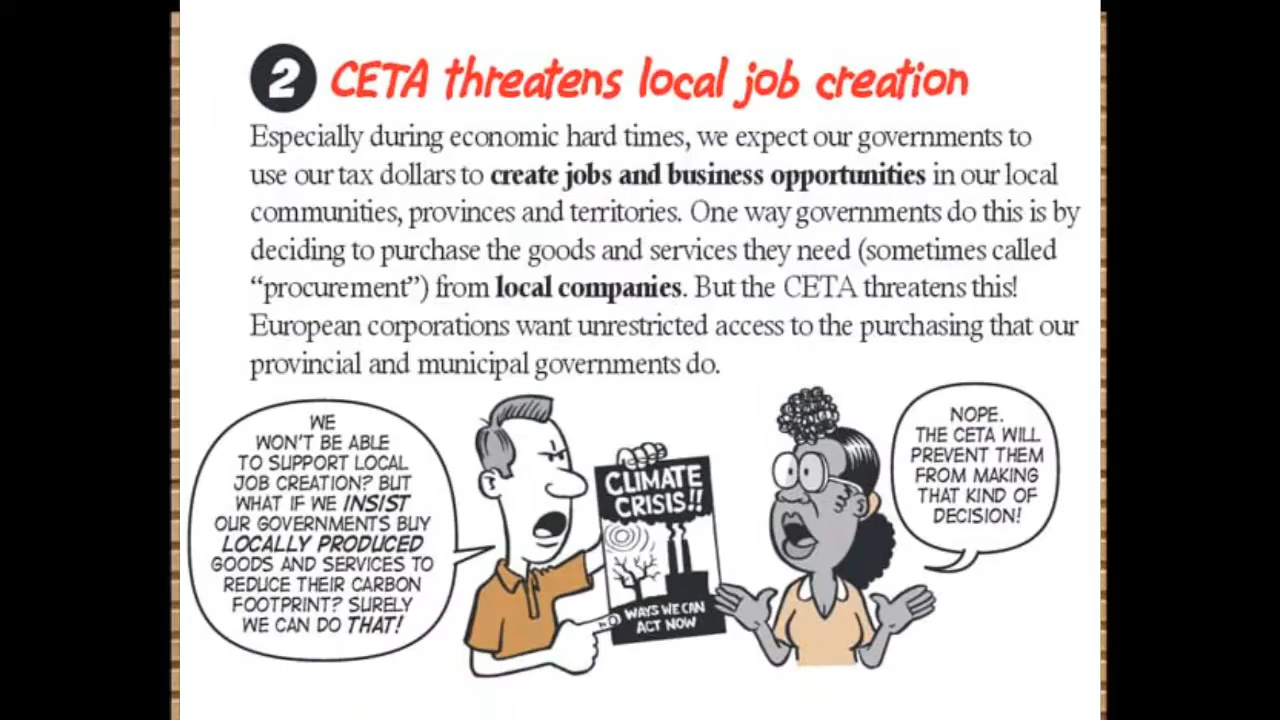 2 CETA threatens local job creation
Especially during economic hard times, we expect our governments to
use our tax dollars to create jobs and business opportunities in our local
communities, provinces and territories. One way governments do this is by
deciding to purchase the goods and services they need (sometimes called
“procurement”) from local companies. But the CETA threatens this!
European corporations want unrestricted access to the purchasing that our
provincial and municipal governments do.
WE
WON'T BE ABLE
TO SUPPORT LOCAL
JOB CREATION? BUT
WHAT IF WE INSIST
OUR GOVERNMENTS BUY
LOCALLY PRODUCED
GOODS AND SERVICES TO
REDUCE THEIR CARBON
FOOTPRINT? SURELY
WE CAN DO THAT!
CLIMATE
CRISIS!!
WAYS WE CAN
ACT NOW
NOPE.
THE CETA WILL
PREVENT THEM
FROM MAKING
THAT KIND OF
DECISION!